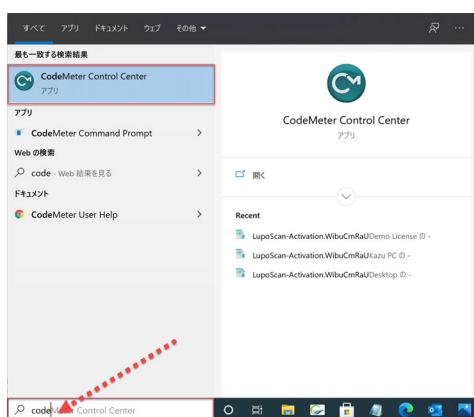 すべて アプリ ドキュメント ウェブ その他
最も一致する検索結果
CodeMeter Control Center
アプリ
アプリ
CodeMeter Command Prompt
Web の検索
code - Web 結果を見る
ドキュメント
CodeMeter User Help
CodeMeter Control Center
アプリ
開く
Recent
LupoScan-Activation.WibuCmRaUDemo License の -
LupoScan-Activation.WibuCmRaUKazu PC の -
LupoScan-Activation.WibuCmRaUDesktop の -
codeMeter Control Center